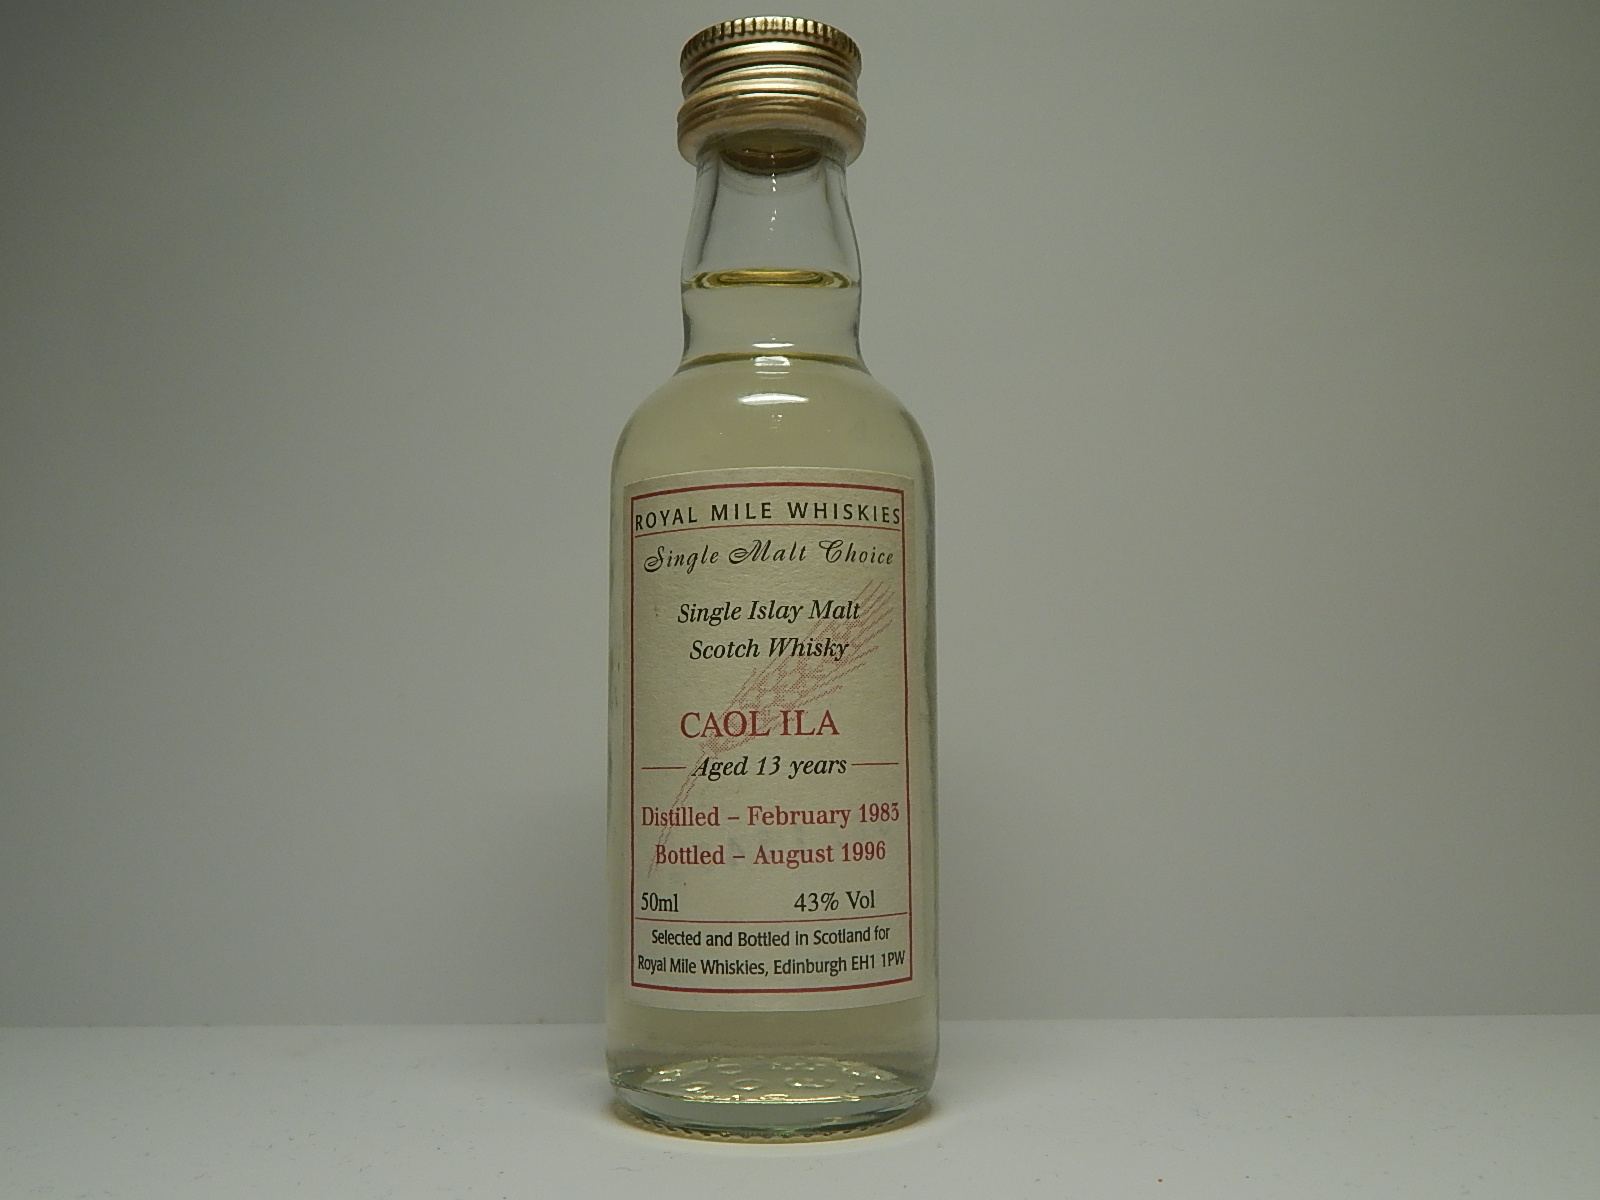 ROYAL MILE WHISKIES
Single Malt Choice
Single Islay Malt
Scotch Whisky
CAOL ILA
Aged 13 years
Distilled – February 1983
Bottled – August 1996
50ml 43% Vol
Selected and Bottled in Scotland for
Royal Mile Whiskies, Edinburgh EH1 1PW